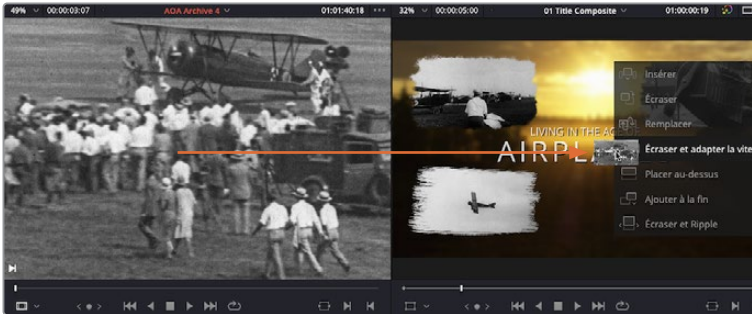 49% 00:00:03:07 AOA Archive 4 01:01:40:18
32% 00:00:05:00 01 Title Composite 01:00:00:19
Insérer
Écraser
Remplacer
LIVING IN THE
Écraser et adapter la vite
Placer au-dessus
Ajouter à la fin
Écraser et Ripple